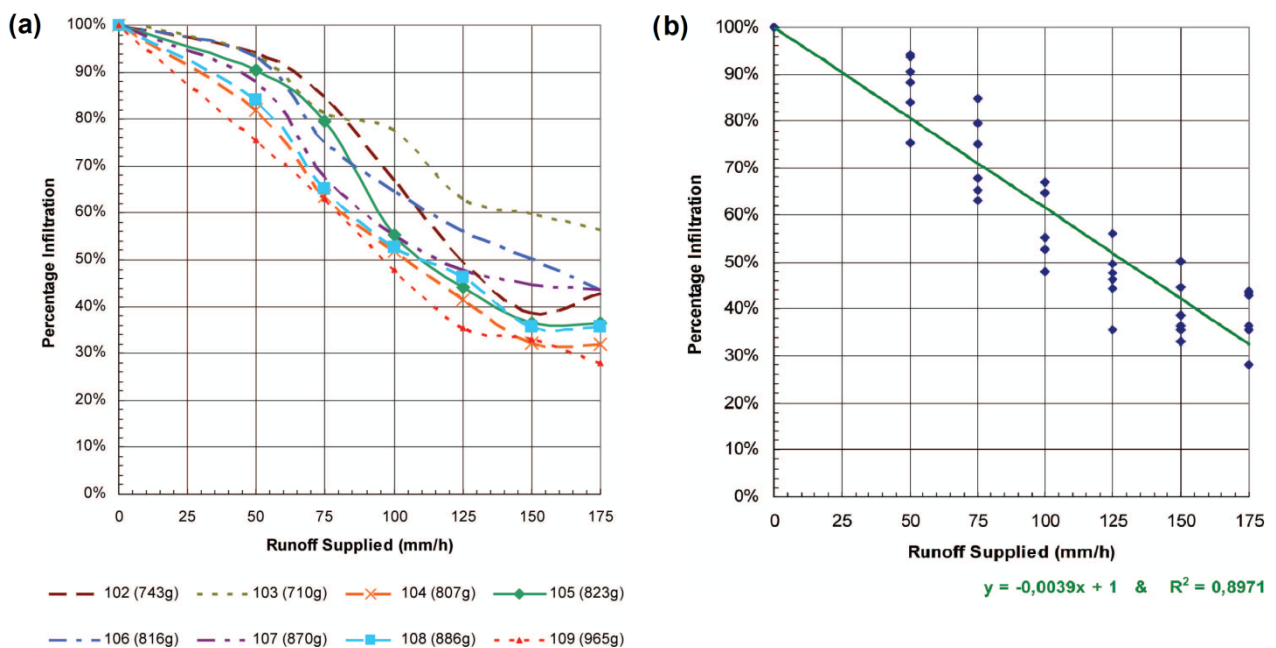 (a)
100%
90%
80%
70%
60%
50%
40%
30%
20%
10%
0%
Percentage Infiltration
0 25 50 75 100 125 150 175
Runoff Supplied (mm/h)
102 (743g) 103 (710g) 104 (807g) 105 (823g)
106 (816g) 107 (870g) 108 (886g) 109 (965g)
(b)
100%
90%
80%
70%
60%
50%
40%
30%
20%
10%
0%
Percentage Infiltration
0 25 50 75 100 125 150 175
Runoff Supplied (mm/h)
y = -0,0039x + 1 & R² = 0,8971